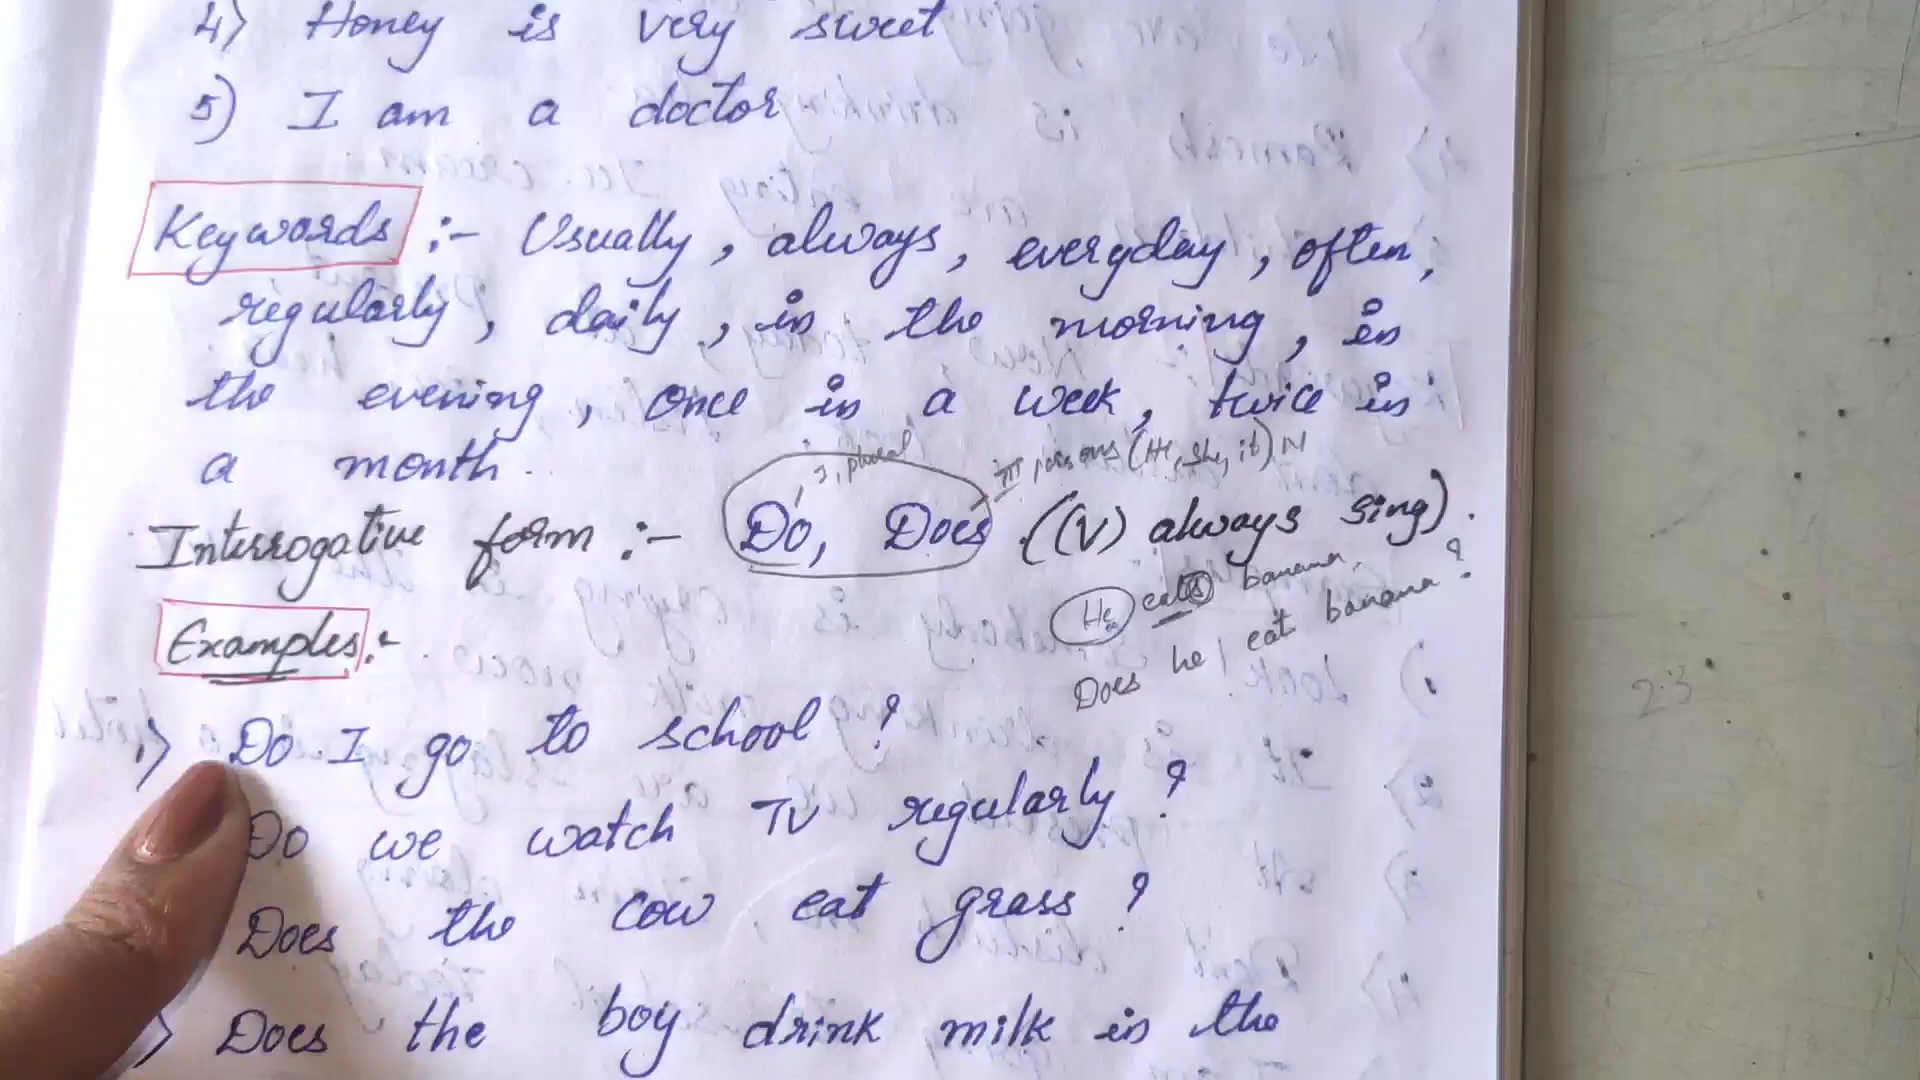 4) Honey is very sweet
5) I am a doctor
Keywords :- Usually, always, everyday, often,
regularly, daily, in the morning, in
the evening, once in a week, twice in
a month.
I, plural
III persons (He, She, it) N
Interrogative form :- Do, Does ((V) always sing).
He eats banana.
Does he / eat banana?
Examples:-
1) Do I go to school?
Do we watch TV regularly?
Does the cow eat grass?
Does the boy drink milk in the
23